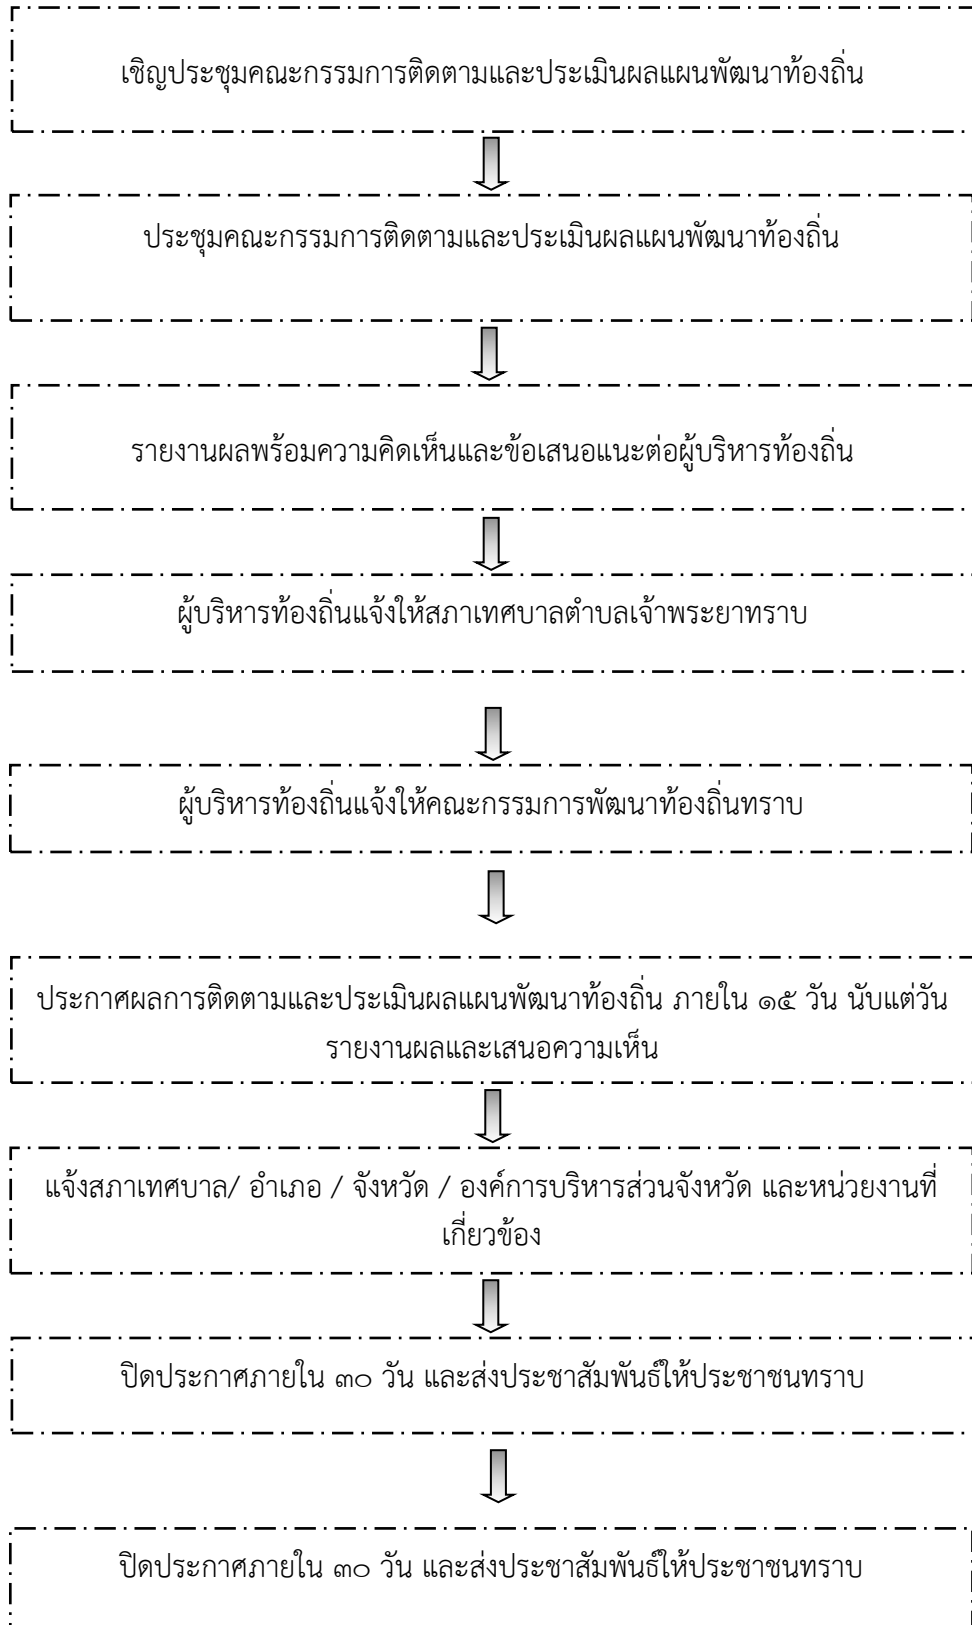 เชิญประชุมคณะกรรมการติดตามและประเมินผลแผนพัฒนาท้องถิ่น
ประชุมคณะกรรมการติดตามและประเมินผลแผนพัฒนาท้องถิ่น
รายงานผลพร้อมความคิดเห็นและข้อเสนอแนะต่อผู้บริหารท้องถิ่น
ผู้บริหารท้องถิ่นแจ้งให้สภาเทศบาลตำบลเจ้าพระยาทราบ
ผู้บริหารท้องถิ่นแจ้งให้คณะกรรมการพัฒนาท้องถิ่นทราบ
ประกาศผลการติดตามและประเมินผลแผนพัฒนาท้องถิ่น ภายใน ๑๕ วัน นับแต่วัน
รายงานผลและเสนอความเห็น
แจ้งสภาเทศบาล/ อำเภอ / จังหวัด / องค์การบริหารส่วนจังหวัด และหน่วยงานที่
เกี่ยวข้อง
ปิดประกาศภายใน ๓๐ วัน และส่งประชาสัมพันธ์ให้ประชาชนทราบ
ปิดประกาศภายใน ๓๐ วัน และส่งประชาสัมพันธ์ให้ประชาชนทราบ